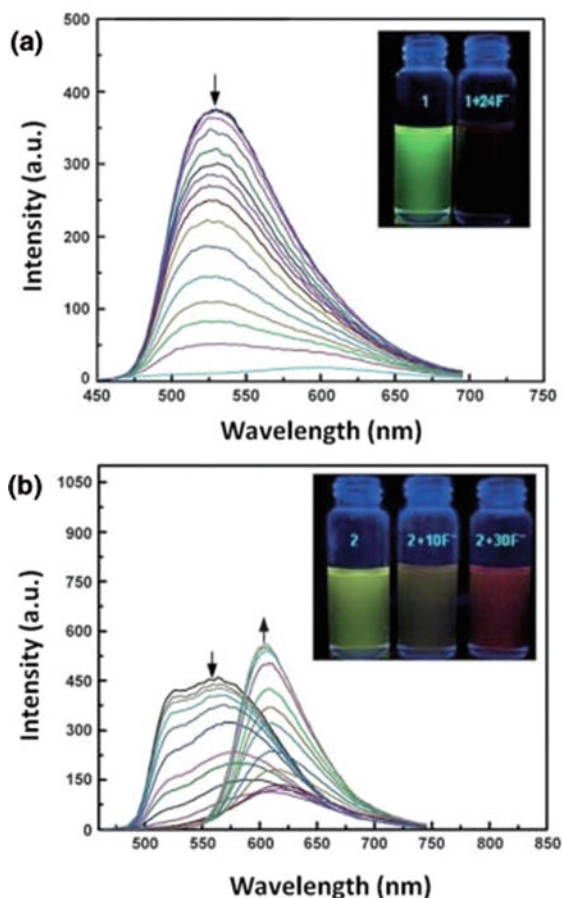 (a)
500
400
300
200
100
0
Intensity (a.u.)
1
1+24F⁻
450 500 550 600 650 700 750
Wavelength (nm)
(b)
1050
900
750
600
450
300
150
0
Intensity (a.u.)
2
2+10F⁻
2+30F⁻
500 550 600 650 700 750 800 850
Wavelength (nm)